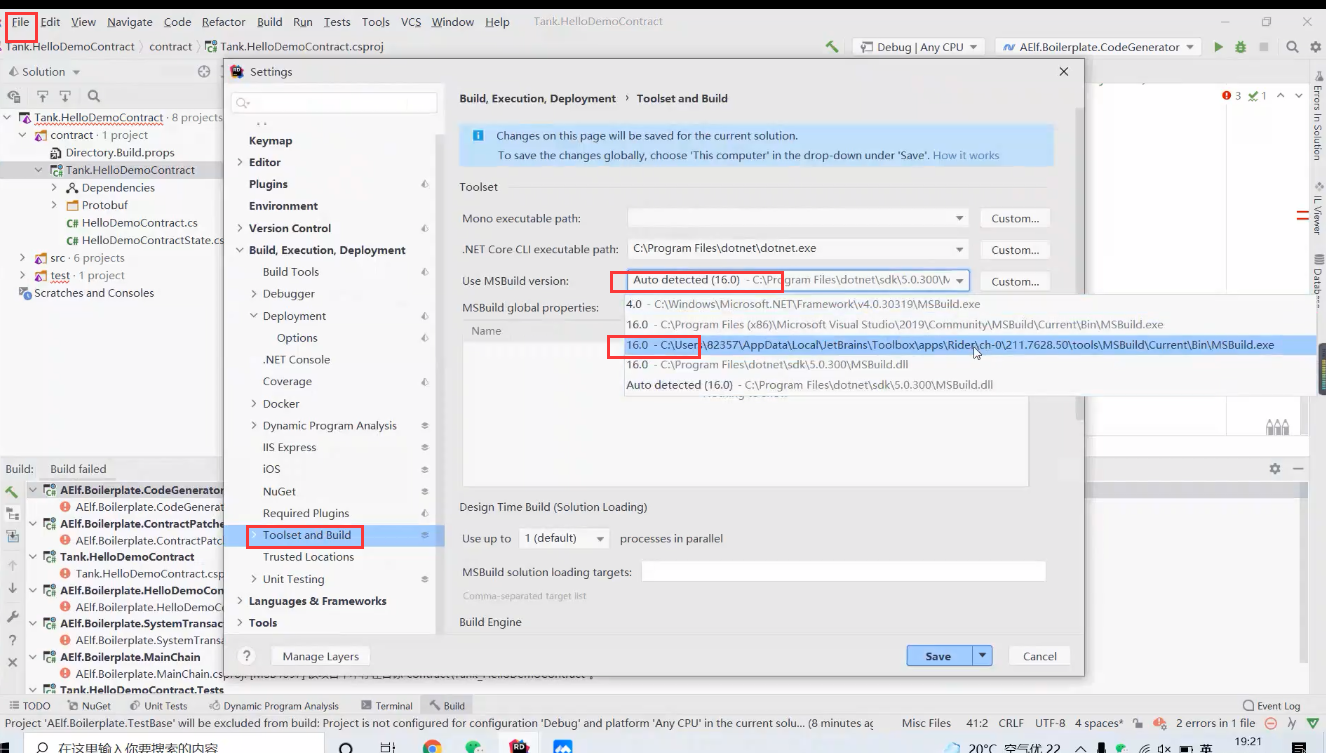 File Edit View Navigate Code Refactor Build Run Tests Tools VCS Window Help Tank.HelloDemoContract
Tank.HelloDemoContract › contract › Tank.HelloDemoContract.csproj
Debug | Any CPU AElf.Boilerplate.CodeGenerator
Solution
Tank.HelloDemoContract · 8 projects
contract · 1 project
Directory.Build.props
Tank.HelloDemoContract
Dependencies
Protobuf
C# HelloDemoContract.cs
C# HelloDemoContractState.cs
src · 6 projects
test · 1 project
Scratches and Consoles
Settings
Keymap
Editor
Plugins
Environment
Version Control
Build, Execution, Deployment
Build Tools
Debugger
Deployment
Options
.NET Console
Coverage
Docker
Dynamic Program Analysis
IIS Express
iOS
NuGet
Required Plugins
Toolset and Build
Trusted Locations
Unit Testing
Languages & Frameworks
Tools
Build, Execution, Deployment › Toolset and Build
Changes on this page will be saved for the current solution.
To save the changes globally, choose 'This computer' in the drop-down under 'Save'. How it works
Toolset
Mono executable path: Custom...
.NET Core CLI executable path: C:\Program Files\dotnet\dotnet.exe Custom...
Use MSBuild version: Auto detected (16.0) - C:\Program Files\dotnet\sdk\5.0.300\M Custom...
4.0 - C:\Windows\Microsoft.NET\Framework\v4.0.30319\MSBuild.exe
16.0 - C:\Program Files (x86)\Microsoft Visual Studio\2019\Community\MSBuild\Current\Bin\MSBuild.exe
16.0 - C:\Users\82357\AppData\Local\JetBrains\Toolbox\apps\Rider\ch-0\211.7628.50\tools\MSBuild\Current\Bin\MSBuild.exe
16.0 - C:\Program Files\dotnet\sdk\5.0.300\MSBuild.dll
Auto detected (16.0) - C:\Program Files\dotnet\sdk\5.0.300\MSBuild.dll
MSBuild global properties:
Name
Design Time Build (Solution Loading)
Use up to 1 (default) processes in parallel
MSBuild solution loading targets:
Comma-separated target list
Build Engine
? Manage Layers Save Cancel
3 1
Errors In Solution
IL Viewer
Database
Build: Build failed
AElf.Boilerplate.CodeGenerator
AElf.Boilerplate.CodeGenerat
AElf.Boilerplate.ContractPatche
AElf.Boilerplate.ContractPatc
Tank.HelloDemoContract
Tank.HelloDemoContract.csp
AElf.Boilerplate.HelloDemoCon
AElf.Boilerplate.HelloDemoCo
AElf.Boilerplate.SystemTransac
AElf.Boilerplate.SystemTransa
AElf.Boilerplate.MainChain
AElf.Boilerplate.MainChain.csproj
Tank.HelloDemoContract.Tests
TODO NuGet Unit Tests Dynamic Program Analysis Terminal Build Event Log
Project 'AElf.Boilerplate.TestBase' will be excluded from build: Project is not configured for configuration 'Debug' and platform 'Any CPU' in the current solu... (8 minutes ag Misc Files 41:2 CRLF UTF-8 4 spaces* 2 errors in 1 file
在这里输入你要搜索的内容 20°C 空气优 22 英 19:21